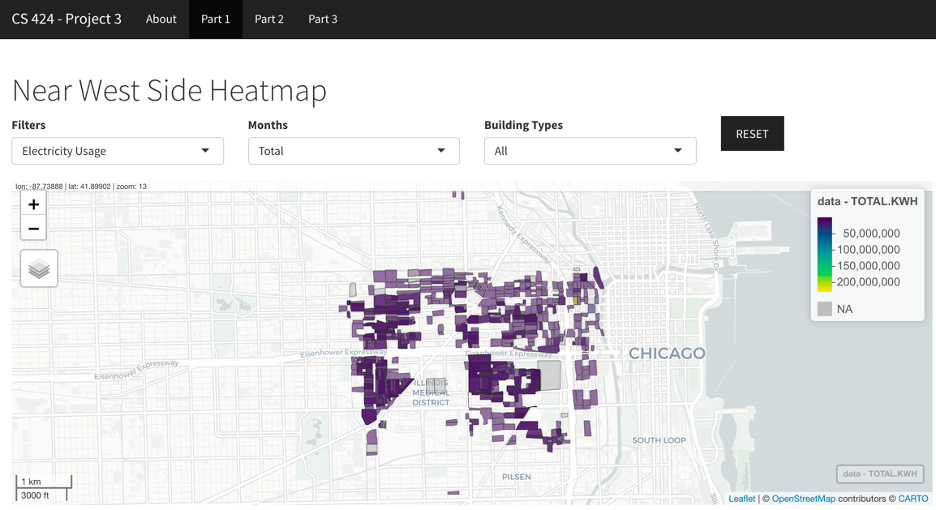 CS 424 - Project 3 About Part 1 Part 2 Part 3
Near West Side Heatmap
Filters Months Building Types
Electricity Usage Total All RESET
lon: -87.73888 | lat: 41.89902 | zoom: 13
+
−
data - TOTAL.KWH
50,000,000
100,000,000
150,000,000
200,000,000
NA
Kennedy Expressway
North Lake Shore Dr
Eisenhower Expressway
Eisenhower Expressway
Eisenhower Expressway
CHICAGO
ILLINOIS
MEDICAL
DISTRICT
SOUTH LOOP
PILSEN
1 km
3000 ft
data - TOTAL.KWH
Leaflet | © OpenStreetMap contributors © CARTO